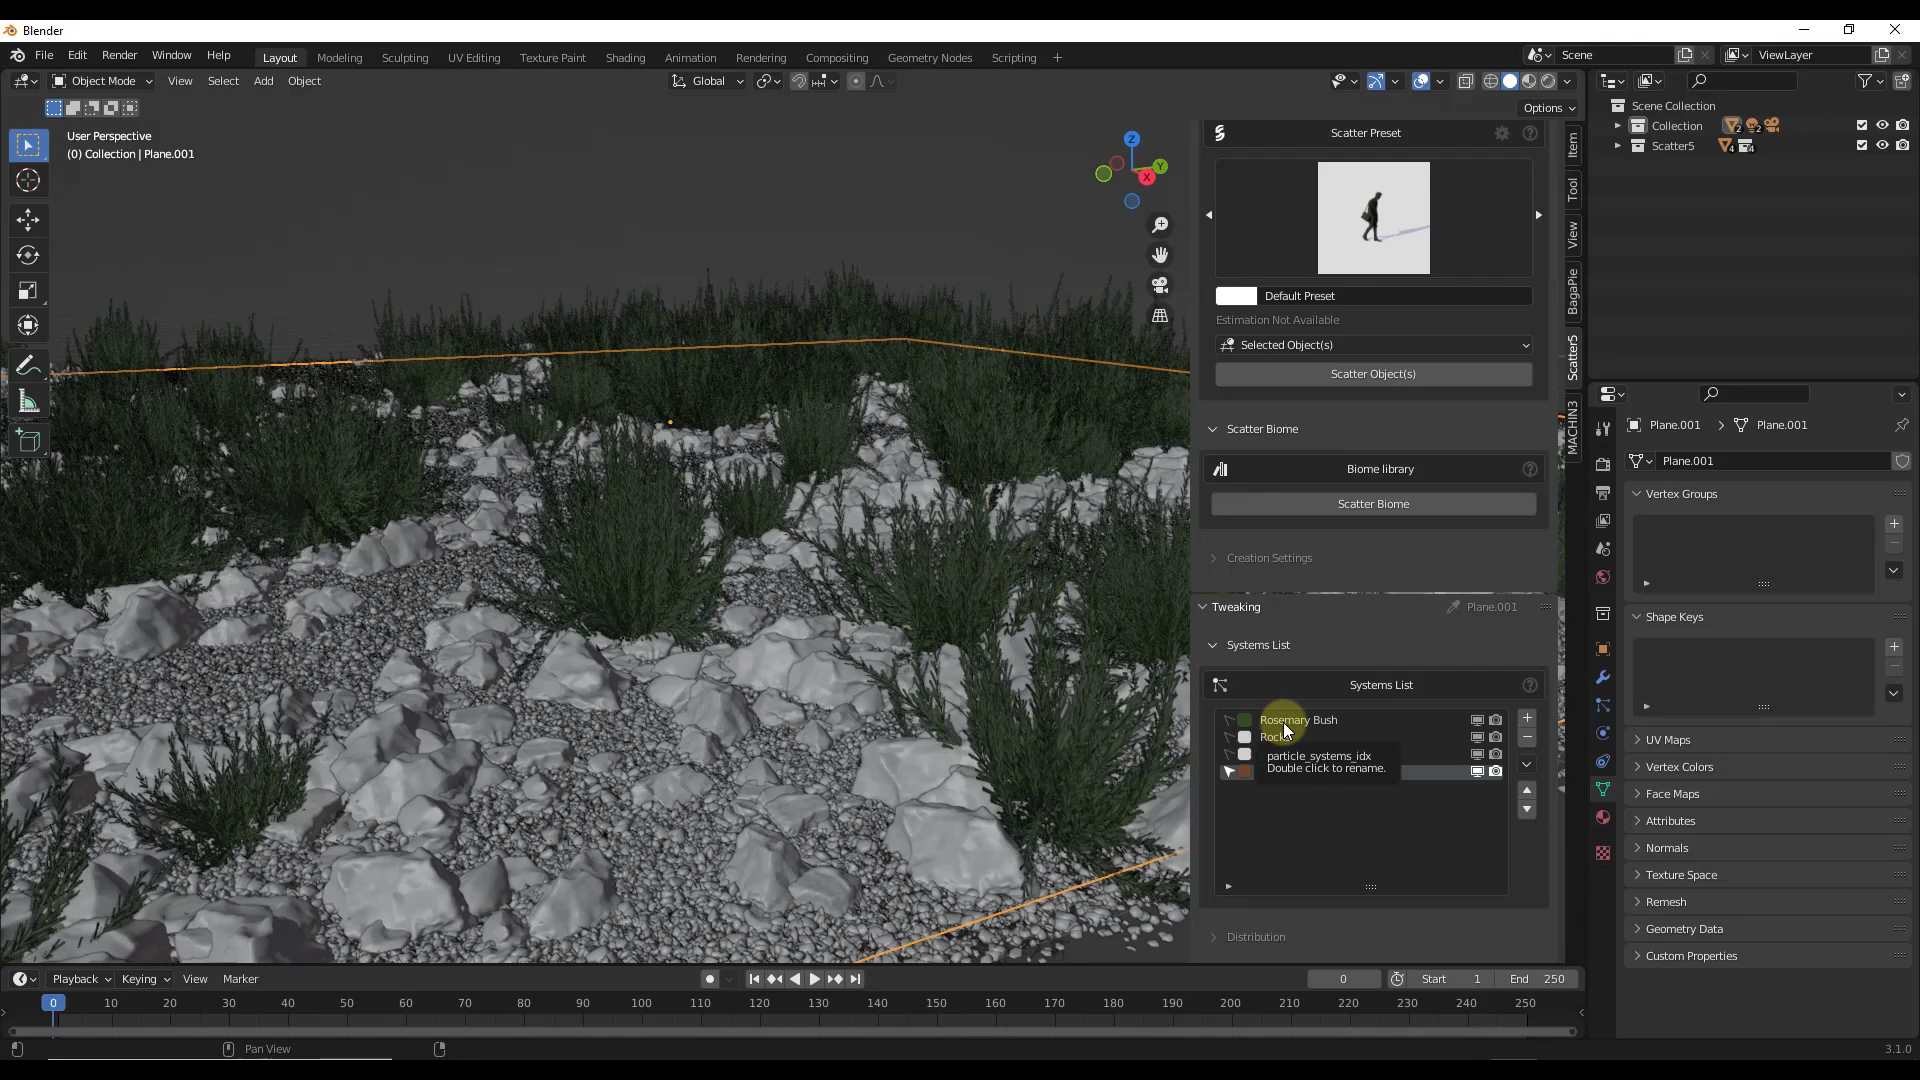 Blender
File Edit Render Window Help Layout Modeling Sculpting UV Editing Texture Paint Shading Animation Rendering Compositing Geometry Nodes Scripting + Scene ViewLayer
Object Mode View Select Add Object Global
Options
User Perspective
(0) Collection | Plane.001
Z
Y
X
Scatter Preset
Default Preset
Estimation Not Available
Selected Object(s)
Scatter Object(s)
Scatter Biome
Biome library
Scatter Biome
Creation Settings
Tweaking Plane.001
Systems List
Systems List
Rosemary Bush
particle_systems_idx
Double click to rename.
Distribution
Item
Tool
View
BagaPie
Scatter5
MACHIN3
Scene Collection
Collection 2 2
Scatter5 4 4
Plane.001 Plane.001
Plane.001
Vertex Groups
Shape Keys
UV Maps
Vertex Colors
Face Maps
Attributes
Normals
Texture Space
Remesh
Geometry Data
Custom Properties
Playback Keying View Marker 0 Start 1 End 250
0 10 20 30 40 50 60 70 80 90 100 110 120 130 140 150 160 170 180 190 200 210 220 230 240 250
Pan View 3.1.0